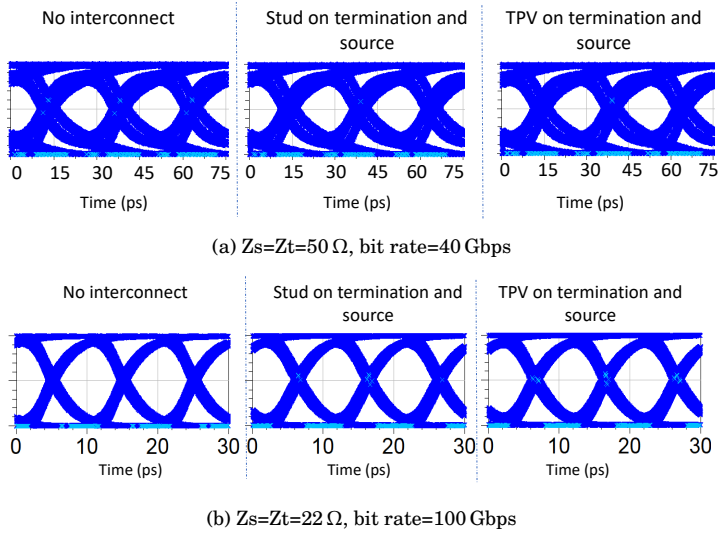 No interconnect
Stud on termination and source
TPV on termination and source
0 15 30 45 60 75
0 15 30 45 60 75
0 15 30 45 60 75
Time (ps)
Time (ps)
Time (ps)
(a) Zs=Zt=50 Ω, bit rate=40 Gbps
No interconnect
Stud on termination and source
TPV on termination and source
0 10 20 30
0 10 20 30
0 10 20 30
Time (ps)
Time (ps)
Time (ps)
(b) Zs=Zt=22 Ω, bit rate=100 Gbps